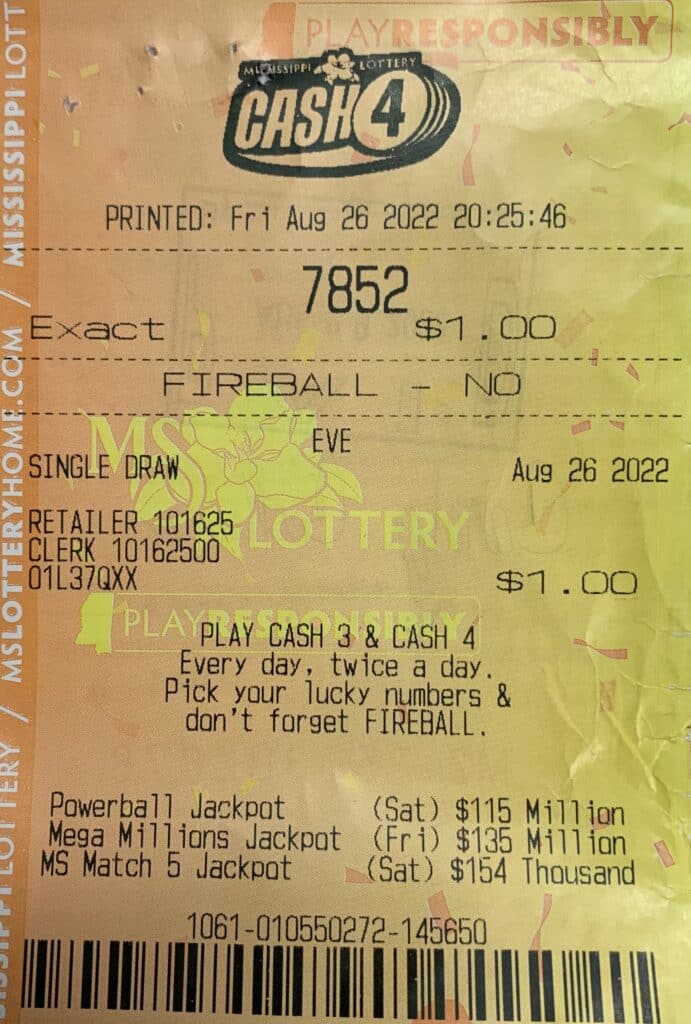 PLAYRESPONSIBLY
MISSISSIPPI LOTTERY
CASH 4
PRINTED: Fri Aug 26 2022 20:25:46
7852
Exact $1.00
FIREBALL - NO
EVE
SINGLE DRAW Aug 26 2022
MS LOTTERY
RETAILER 101625
CLERK 10162500
01L37QXX $1.00
PLAYRESPONSIBLY
PLAY CASH 3 & CASH 4
Every day, twice a day.
Pick your lucky numbers &
don't forget FIREBALL.
Powerball Jackpot (Sat) $115 Million
Mega Millions Jackpot (Fri) $135 Million
MS Match 5 Jackpot (Sat) $154 Thousand
1061-010550272-145650
SISSIPPI LOTTERY / MSLOTTERYHOME.COM / MISSISSIPPI LOTT